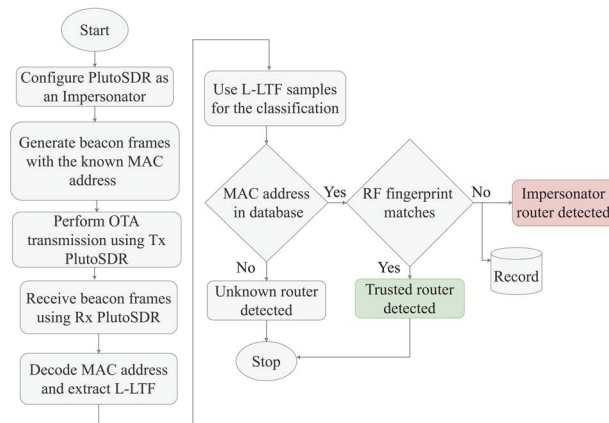 Start
Configure PlutoSDR as
an Impersonator
Generate beacon frames
with the known MAC
address
Perform OTA
transmission using Tx
PlutoSDR
Receive beacon frames
using Rx PlutoSDR
Decode MAC address
and extract L-LTF
Use L-LTF samples
for the classification
MAC address
in database
Yes
No
Unknown router
detected
RF fingerprint
matches
No
Yes
Trusted router
detected
Impersonator
router detected
Record
Stop